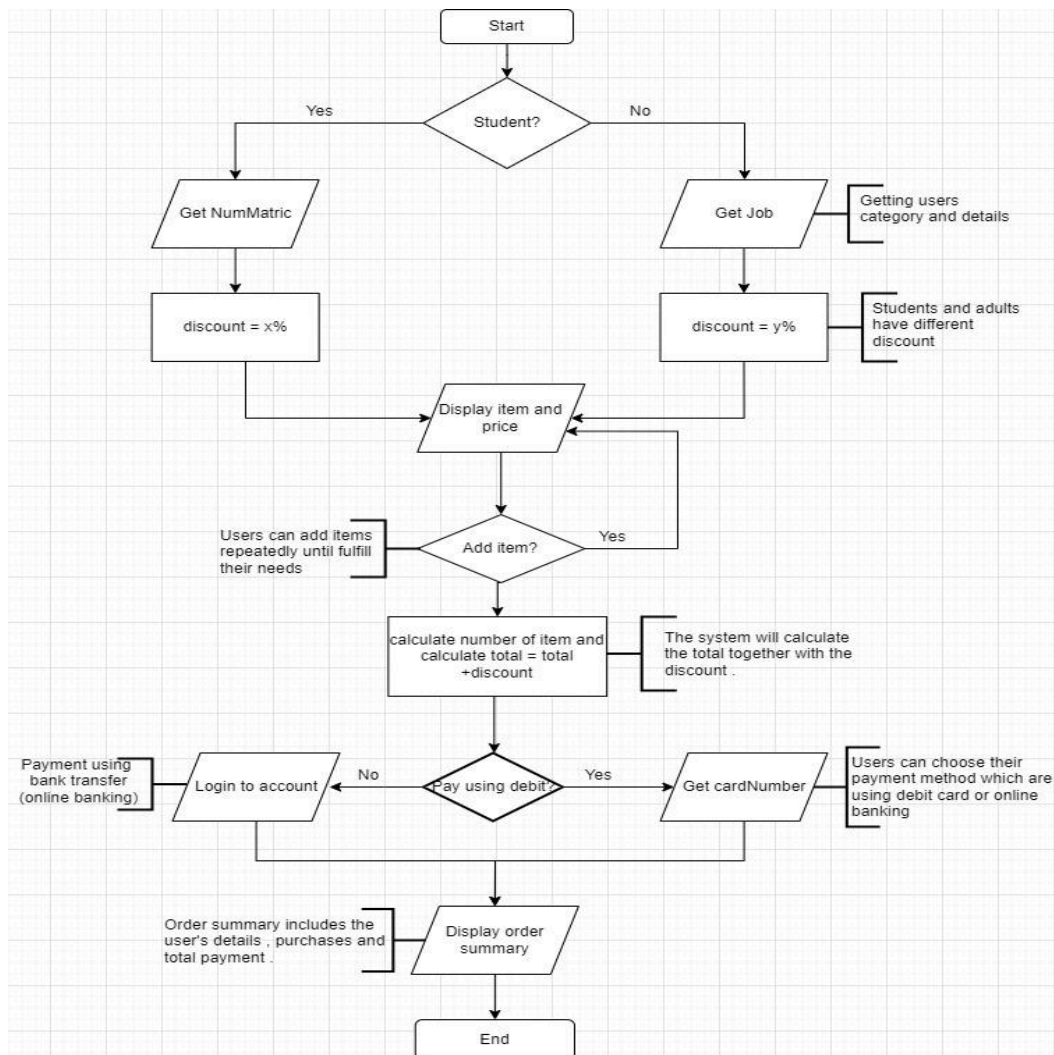 Start
Student?
Yes
No
Get NumMatric
Get Job
Getting users
category and details
discount = x%
discount = y%
Students and adults
have different
discount
Display item and
price
Users can add items
repeatedly until fulfill
their needs
Add item?
Yes
calculate number of item and
calculate total = total
+discount
The system will calculate
the total together with the
discount .
Payment using
bank transfer
(online banking)
Login to account
No
Pay using debit?
Yes
Get cardNumber
Users can choose their
payment method which are
using debit card or online
banking
Order summary includes the
user's details , purchases and
total payment .
Display order
summary
End